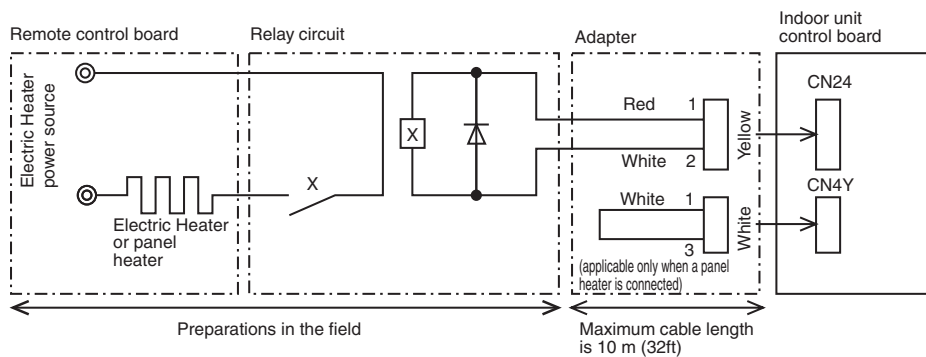 Remote control board
Relay circuit
Adapter
Indoor unit
control board
Electric Heater
power source
Electric Heater
or panel
heater
X
X
Red
1
White
2
Yellow
CN24
White
1
3
White
CN4Y
(applicable only when a panel
heater is connected)
Preparations in the field
Maximum cable length
is 10 m (32ft)